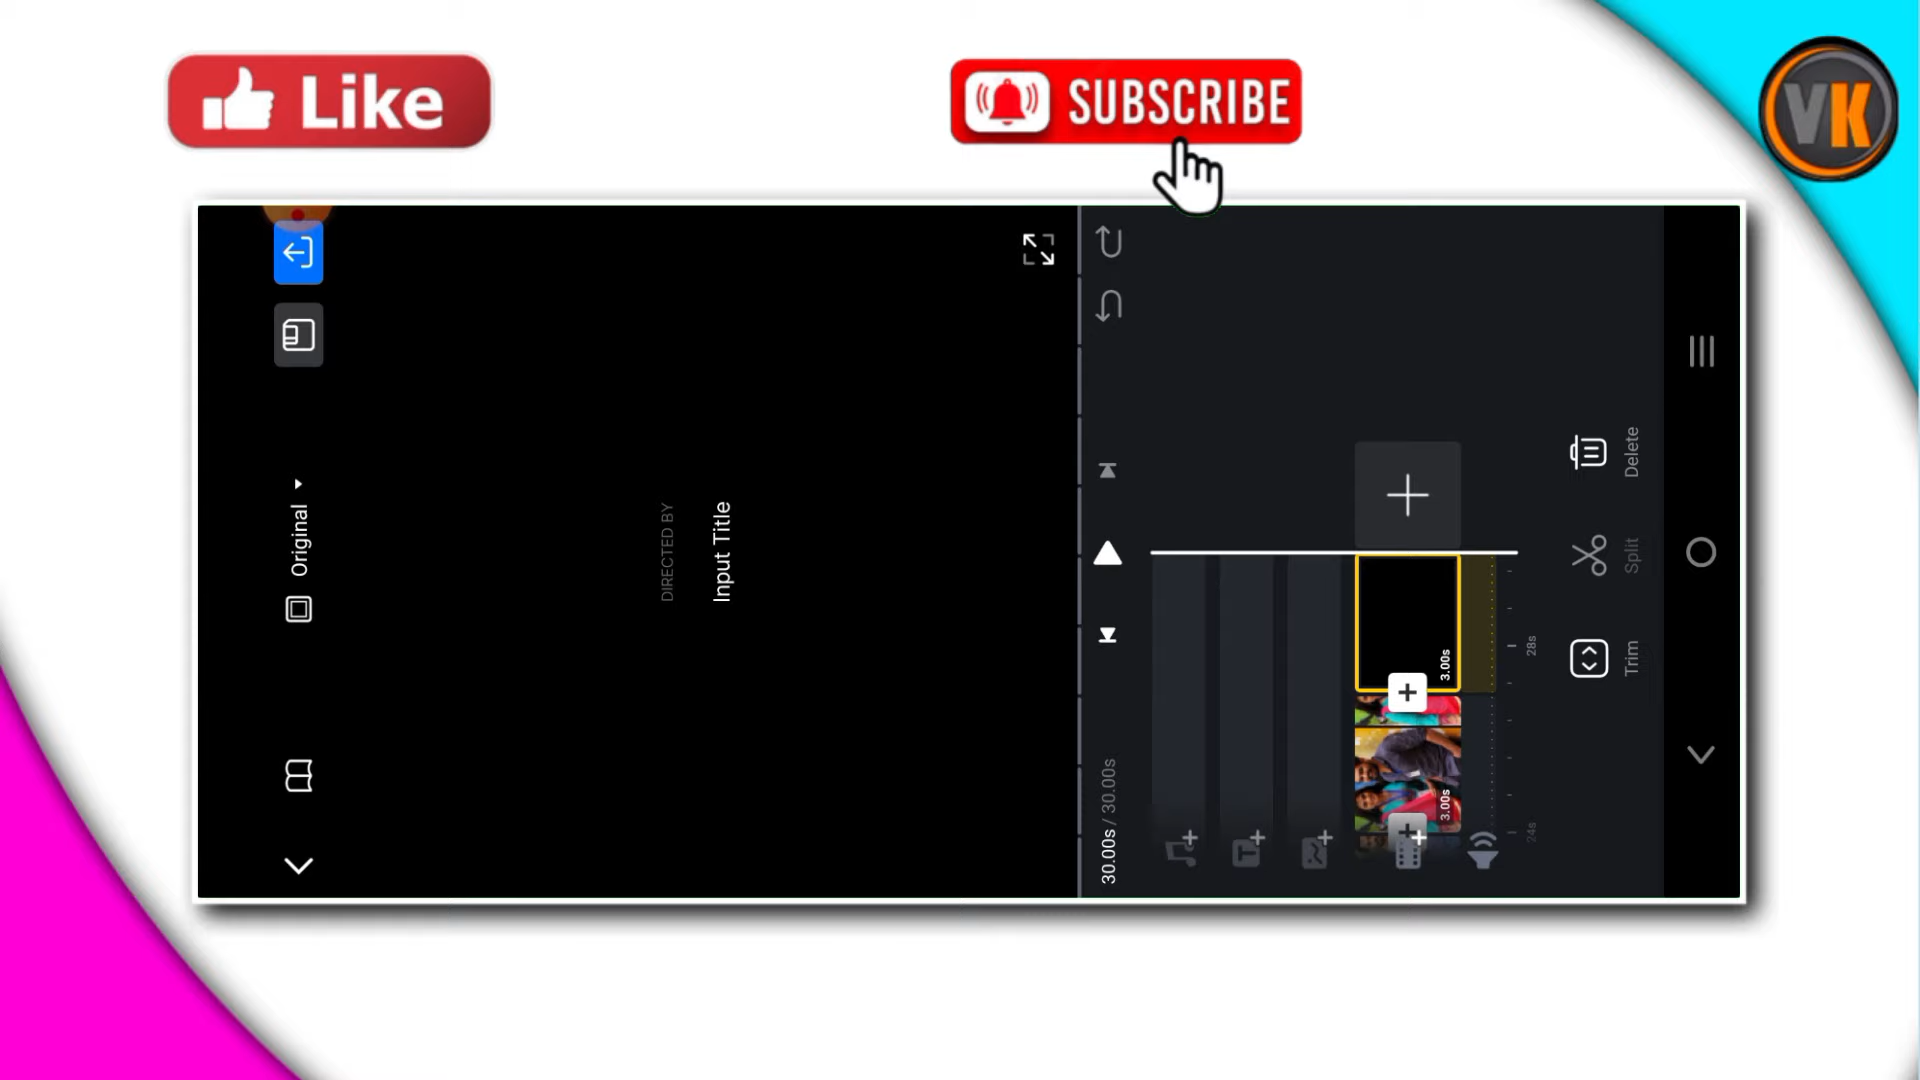 Like
SUBSCRIBE
VK
Original
DIRECTED BY
Input Title
30.00s / 30.00s
3.00s
3.00s
28s
24s
Delete
Split
Trim